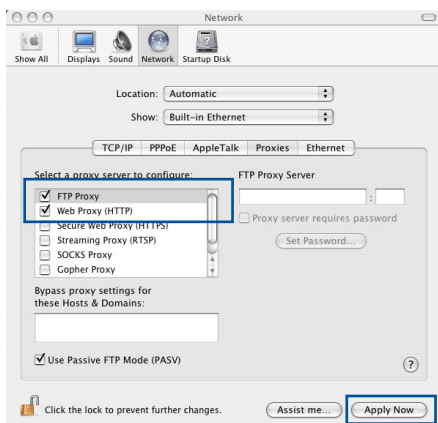 Network
Show All Displays Sound Network Startup Disk
Location: Automatic
Show: Built-in Ethernet
TCP/IP PPPoE AppleTalk Proxies Ethernet
Select a proxy server to configure:
FTP Proxy
Web Proxy (HTTP)
Secure Web Proxy (HTTPS)
Streaming Proxy (RTSP)
SOCKS Proxy
Gopher Proxy
FTP Proxy Server
:
Proxy server requires password
Set Password...
Bypass proxy settings for
these Hosts & Domains:
Use Passive FTP Mode (PASV)
?
Click the lock to prevent further changes.
Assist me... Apply Now